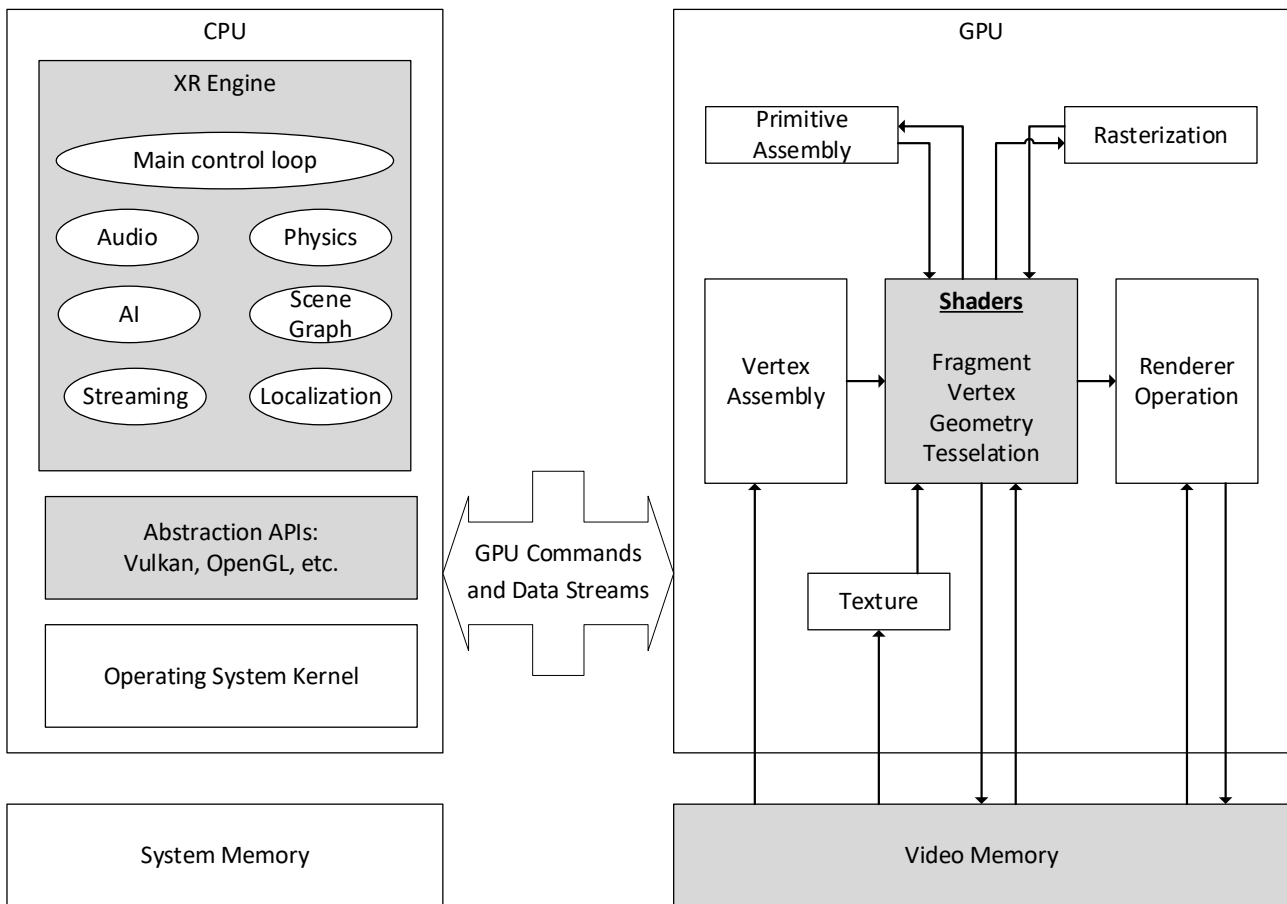 CPU
XR Engine
Main control loop
Audio
Physics
AI
Scene
Graph
Streaming
Localization
Abstraction APIs:
Vulkan, OpenGL, etc.
Operating System Kernel
System Memory
GPU Commands
and Data Streams
GPU
Primitive
Assembly
Rasterization
Vertex
Assembly
Shaders
Fragment
Vertex
Geometry
Tesselation
Renderer
Operation
Texture
Video Memory